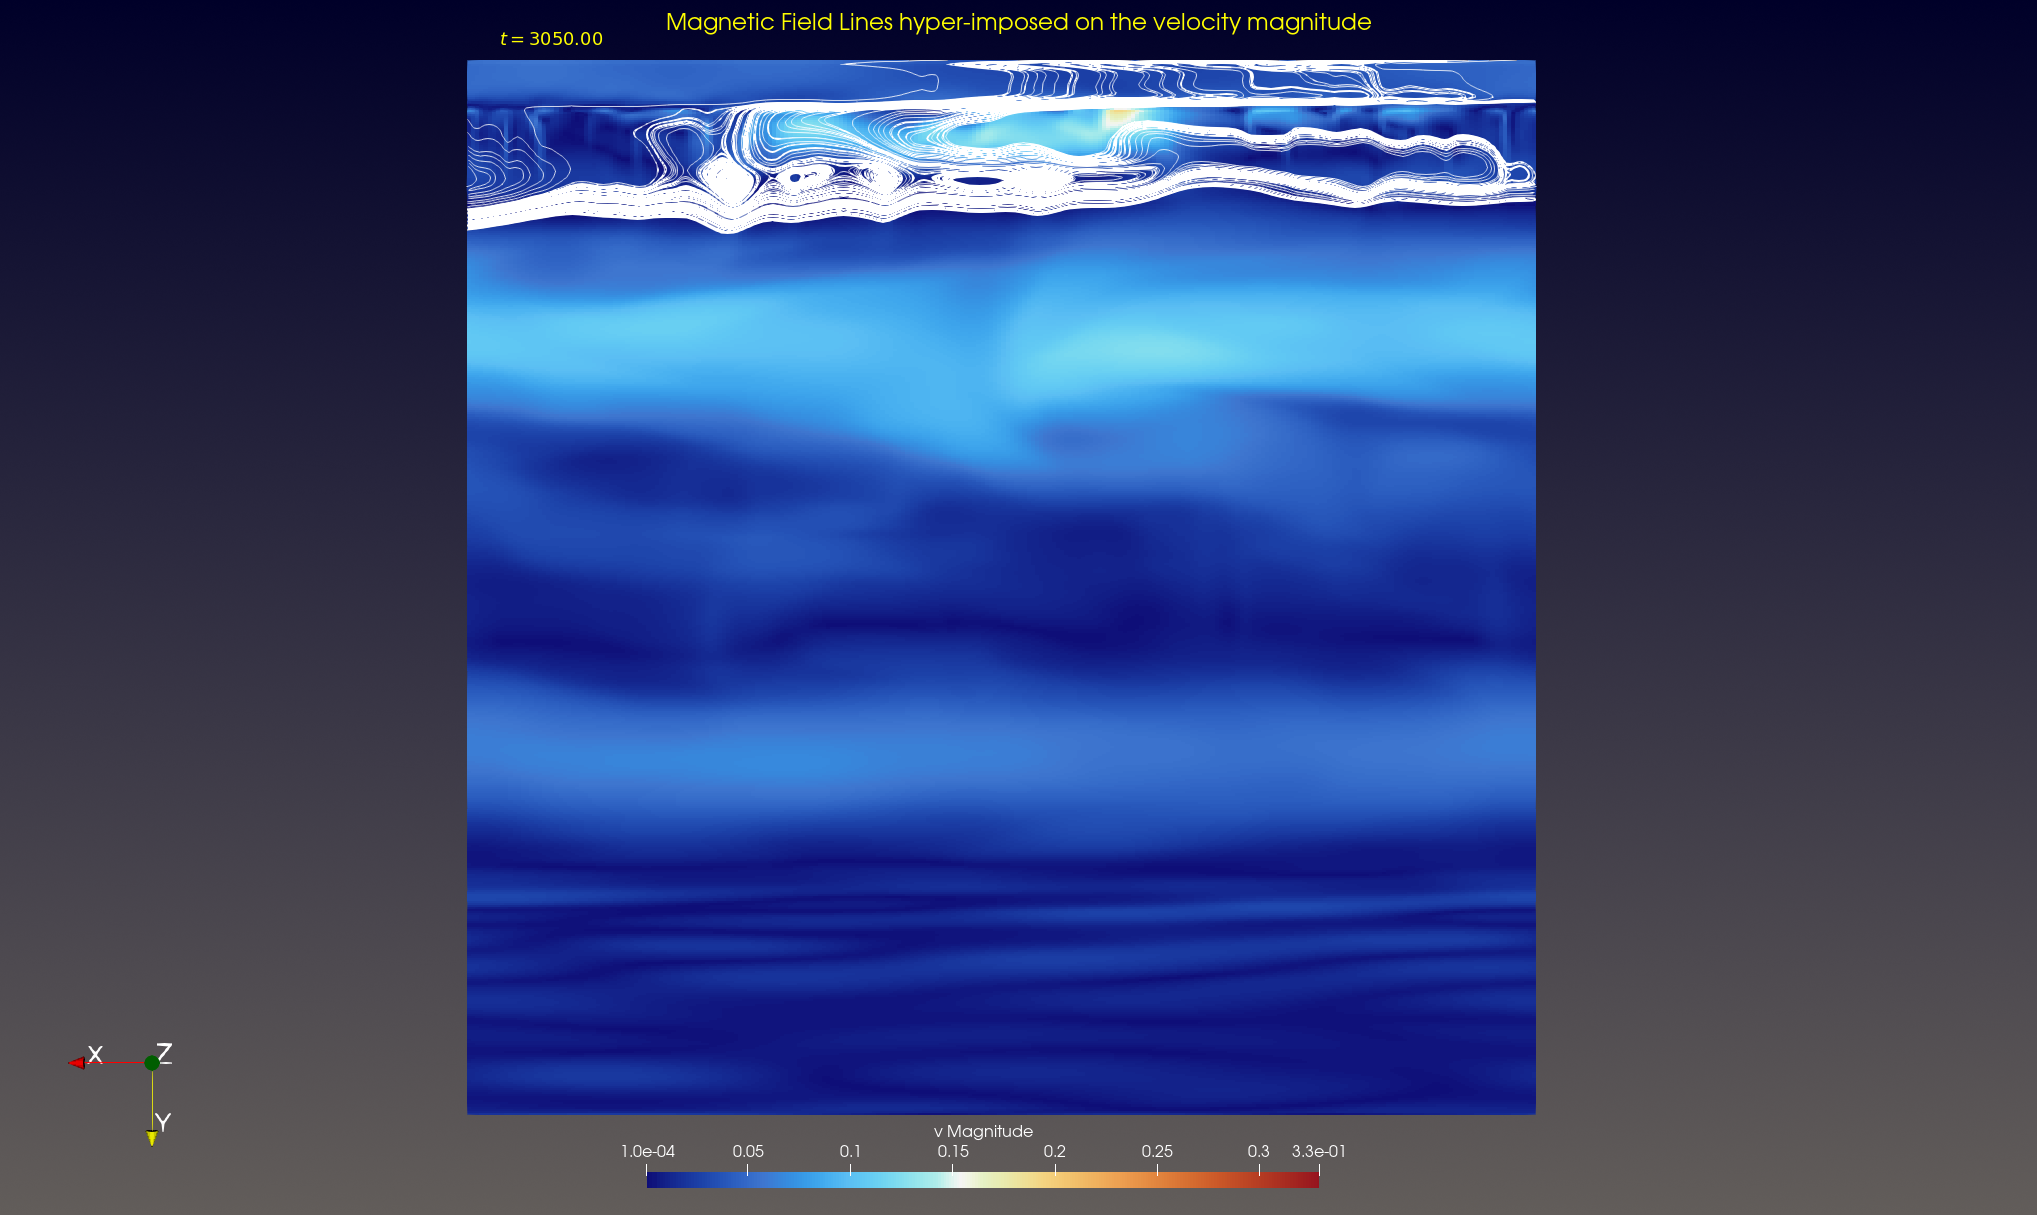 Magnetic Field Lines hyper-imposed on the velocity magnitude
t = 3050.00
X Z
Y
v Magnitude
1.0e-04 0.05 0.1 0.15 0.2 0.25 0.3 3.3e-01